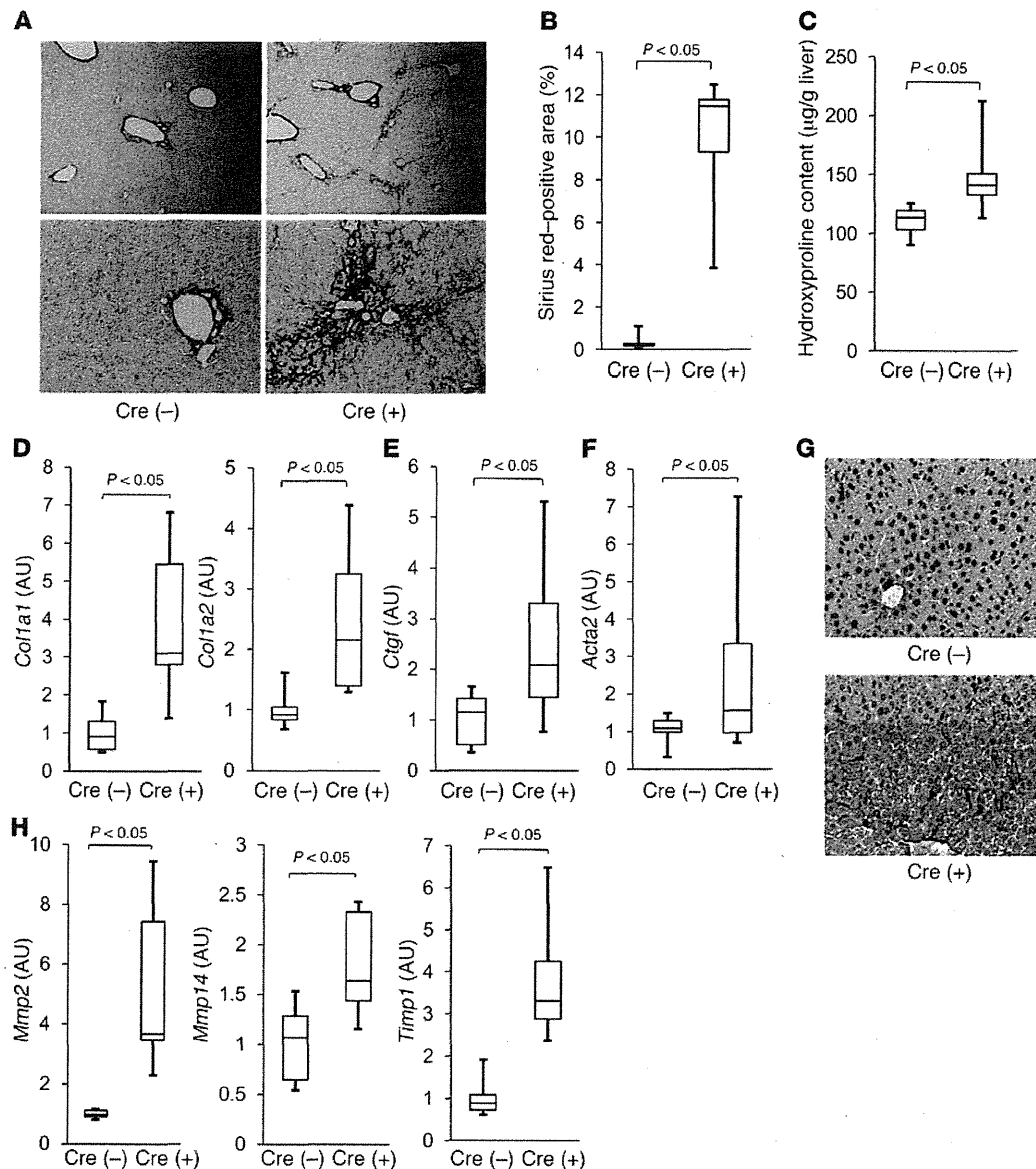 A
Cre (–)
Cre (+)
B
Sirius red–positive area (%)
14
12
10
8
6
4
2
0
P < 0.05
Cre (–) Cre (+)
C
Hydroxyproline content (µg/g liver)
250
200
150
100
50
0
P < 0.05
Cre (–) Cre (+)
D
Col1a1 (AU)
8
7
6
5
4
3
2
1
0
P < 0.05
Cre (–) Cre (+)
Col1a2 (AU)
5
4
3
2
1
0
P < 0.05
Cre (–) Cre (+)
E
Ctgf (AU)
6
5
4
3
2
1
0
P < 0.05
Cre (–) Cre (+)
F
Acta2 (AU)
8
7
6
5
4
3
2
1
0
P < 0.05
Cre (–) Cre (+)
G
Cre (–)
Cre (+)
H
Mmp2 (AU)
10
8
6
4
2
0
P < 0.05
Cre (–) Cre (+)
Mmp14 (AU)
3
2.5
2
1.5
1
0.5
0
P < 0.05
Cre (–) Cre (+)
Timp1 (AU)
7
6
5
4
3
2
1
0
P < 0.05
Cre (–) Cre (+)